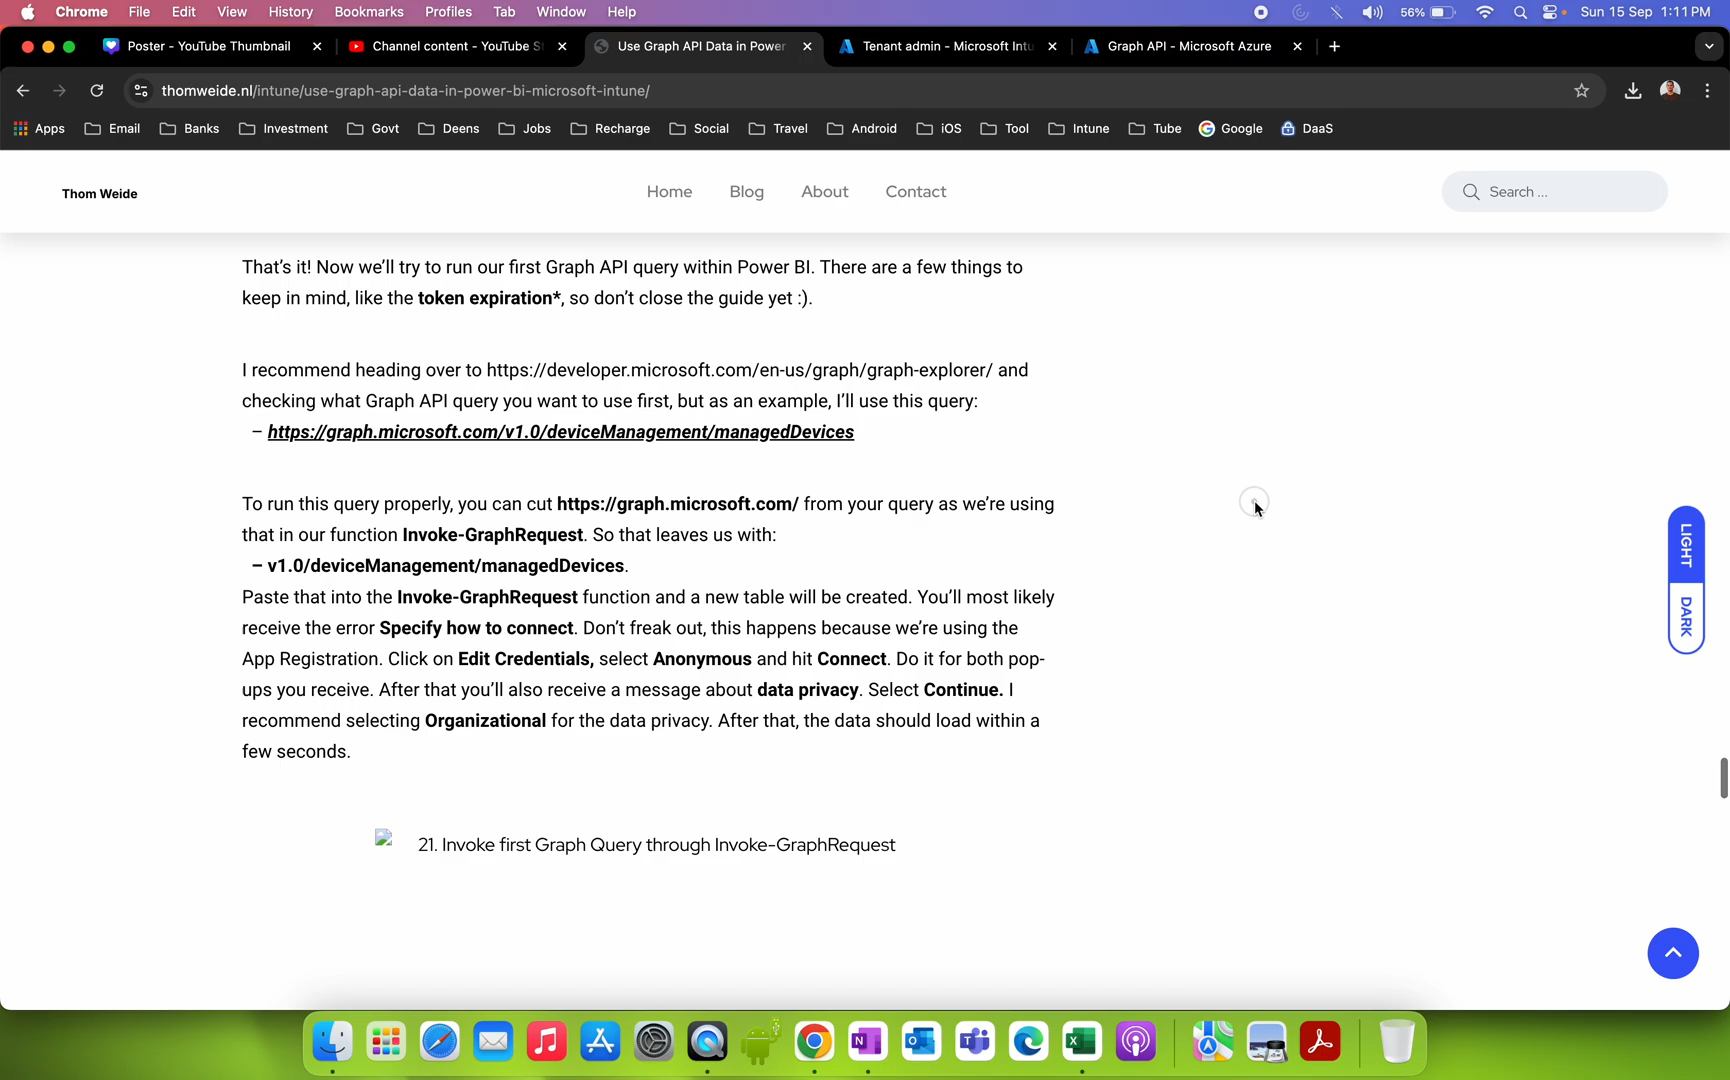 Chrome File Edit View History Bookmarks Profiles Tab Window Help 56% Sun 15 Sep 1:11 PM
Poster - YouTube Thumbnail Channel content - YouTube S Use Graph API Data in Power Tenant admin - Microsoft Intu Graph API - Microsoft Azure
thomweide.nl/intune/use-graph-api-data-in-power-bi-microsoft-intune/
Apps Email Banks Investment Govt Deens Jobs Recharge Social Travel Android iOS Tool Intune Tube Google DaaS
Thom Weide Home Blog About Contact Search ...
That's it! Now we'll try to run our first Graph API query within Power BI. There are a few things to
keep in mind, like the token expiration*, so don't close the guide yet :).
I recommend heading over to https://developer.microsoft.com/en-us/graph/graph-explorer/ and
checking what Graph API query you want to use first, but as an example, I'll use this query:
– https://graph.microsoft.com/v1.0/deviceManagement/managedDevices
To run this query properly, you can cut https://graph.microsoft.com/ from your query as we're using
that in our function Invoke-GraphRequest. So that leaves us with:
– v1.0/deviceManagement/managedDevices.
Paste that into the Invoke-GraphRequest function and a new table will be created. You'll most likely
receive the error Specify how to connect. Don't freak out, this happens because we're using the
App Registration. Click on Edit Credentials, select Anonymous and hit Connect. Do it for both pop-
ups you receive. After that you'll also receive a message about data privacy. Select Continue. I
recommend selecting Organizational for the data privacy. After that, the data should load within a
few seconds.
LIGHT
DARK
21. Invoke first Graph Query through Invoke-GraphRequest